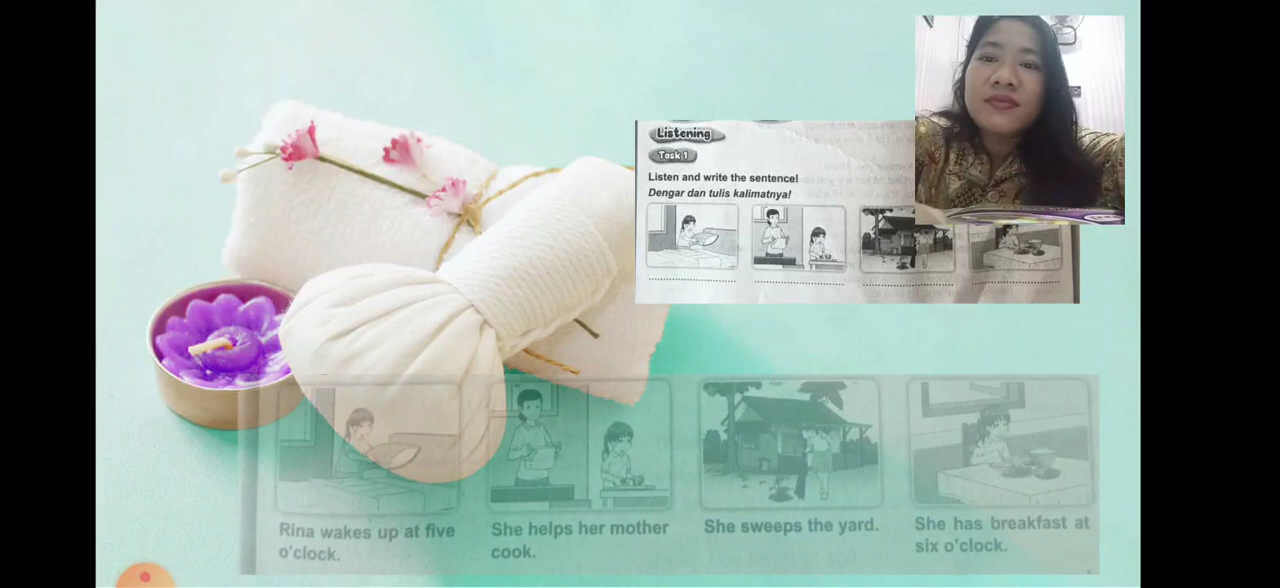 Listening
Task 1
Listen and write the sentence!
Dengar dan tulis kalimatnya!
Rina wakes up at five
o'clock.
She helps her mother
cook.
She sweeps the yard.
She has breakfast at
six o'clock.